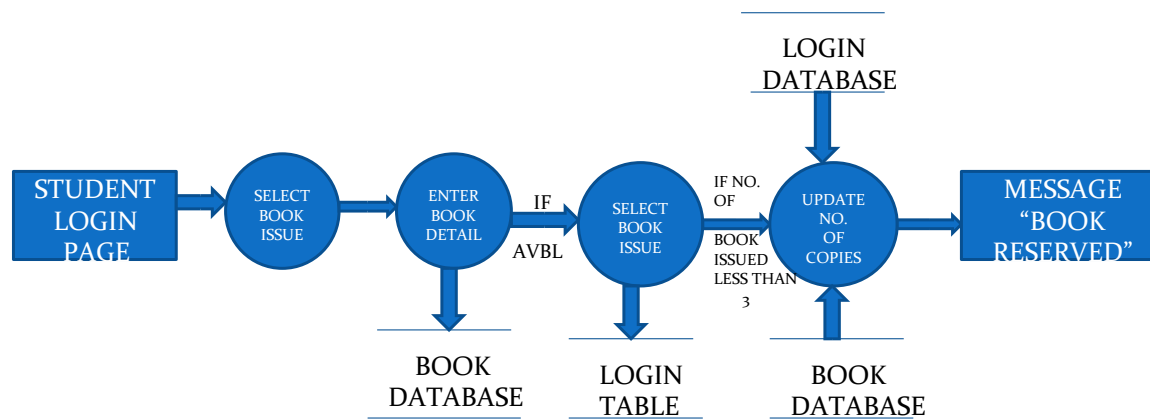 LOGIN
DATABASE
STUDENT
LOGIN
PAGE
SELECT
BOOK
ISSUE
ENTER
BOOK
DETAIL
IF
AVBL
SELECT
BOOK
ISSUE
IF NO.
OF
BOOK
ISSUED
LESS THAN
3
UPDATE
NO.
OF
COPIES
MESSAGE
“BOOK
RESERVED”
BOOK
DATABASE
LOGIN
TABLE
BOOK
DATABASE